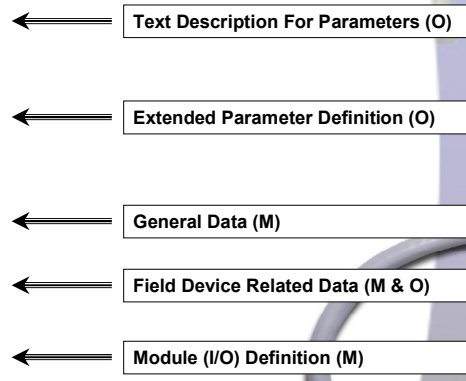 Text Description For Parameters (O)
Extended Parameter Definition (O)
General Data (M)
Field Device Related Data (M & O)
Module (I/O) Definition (M)